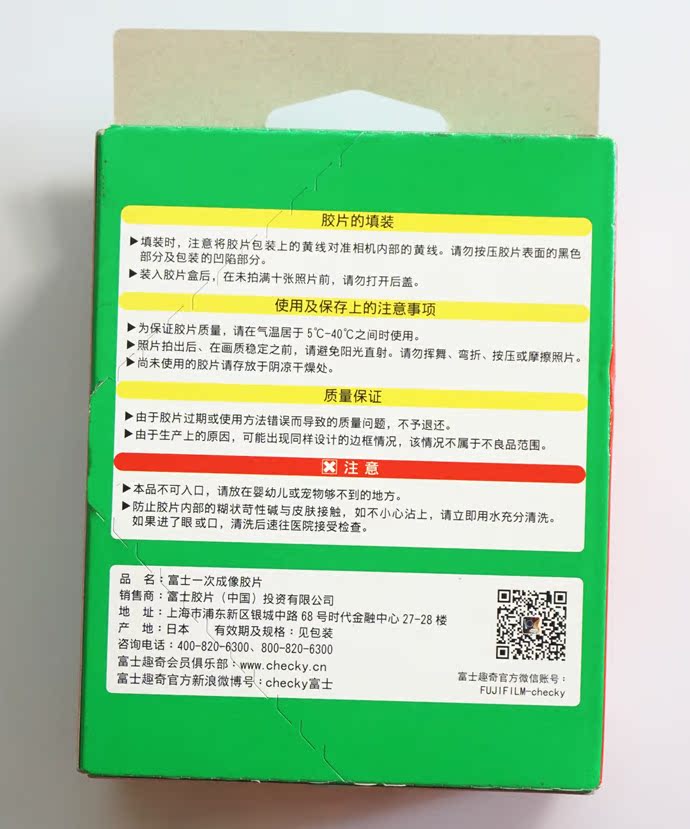 胶片的填装
▶填装时，注意将胶片包装上的黄线对准相机内部的黄线。请勿按压胶片表面的黑色
部分及包装的凹陷部分。
▶装入胶片盒后，在未拍满十张照片前，请勿打开后盖。
使用及保存上的注意事项
▶为保证胶片质量，请在气温居于 5℃-40℃之间时使用。
▶照片拍出后、在画质稳定之前，请避免阳光直射。请勿挥舞、弯折、按压或摩擦照片。
▶尚未使用的胶片请存放于阴凉干燥处。
质量保证
▶由于胶片过期或使用方法错误而导致的质量问题，不予退还。
▶由于生产上的原因，可能出现同样设计的边框情况，该情况不属于不良品范围。
注意
▶本品不可入口，请放在婴幼儿或宠物够不到的地方。
▶防止胶片内部的糊状苛性碱与皮肤接触，如不小心沾上，请立即用水充分清洗。
如果进了眼或口，清洗后速往医院接受检查。
品 名：富士一次成像胶片
销售商：富士胶片（中国）投资有限公司
地 址：上海市浦东新区银城中路 68 号时代金融中心 27-28 楼
产 地：日本 有效期及规格：见包装
咨询电话：400-820-6300、800-820-6300
富士趣奇会员俱乐部：www.checky.cn
富士趣奇官方新浪微博号：checky富士
富士趣奇官方微信账号：
FUJIFILM-checky